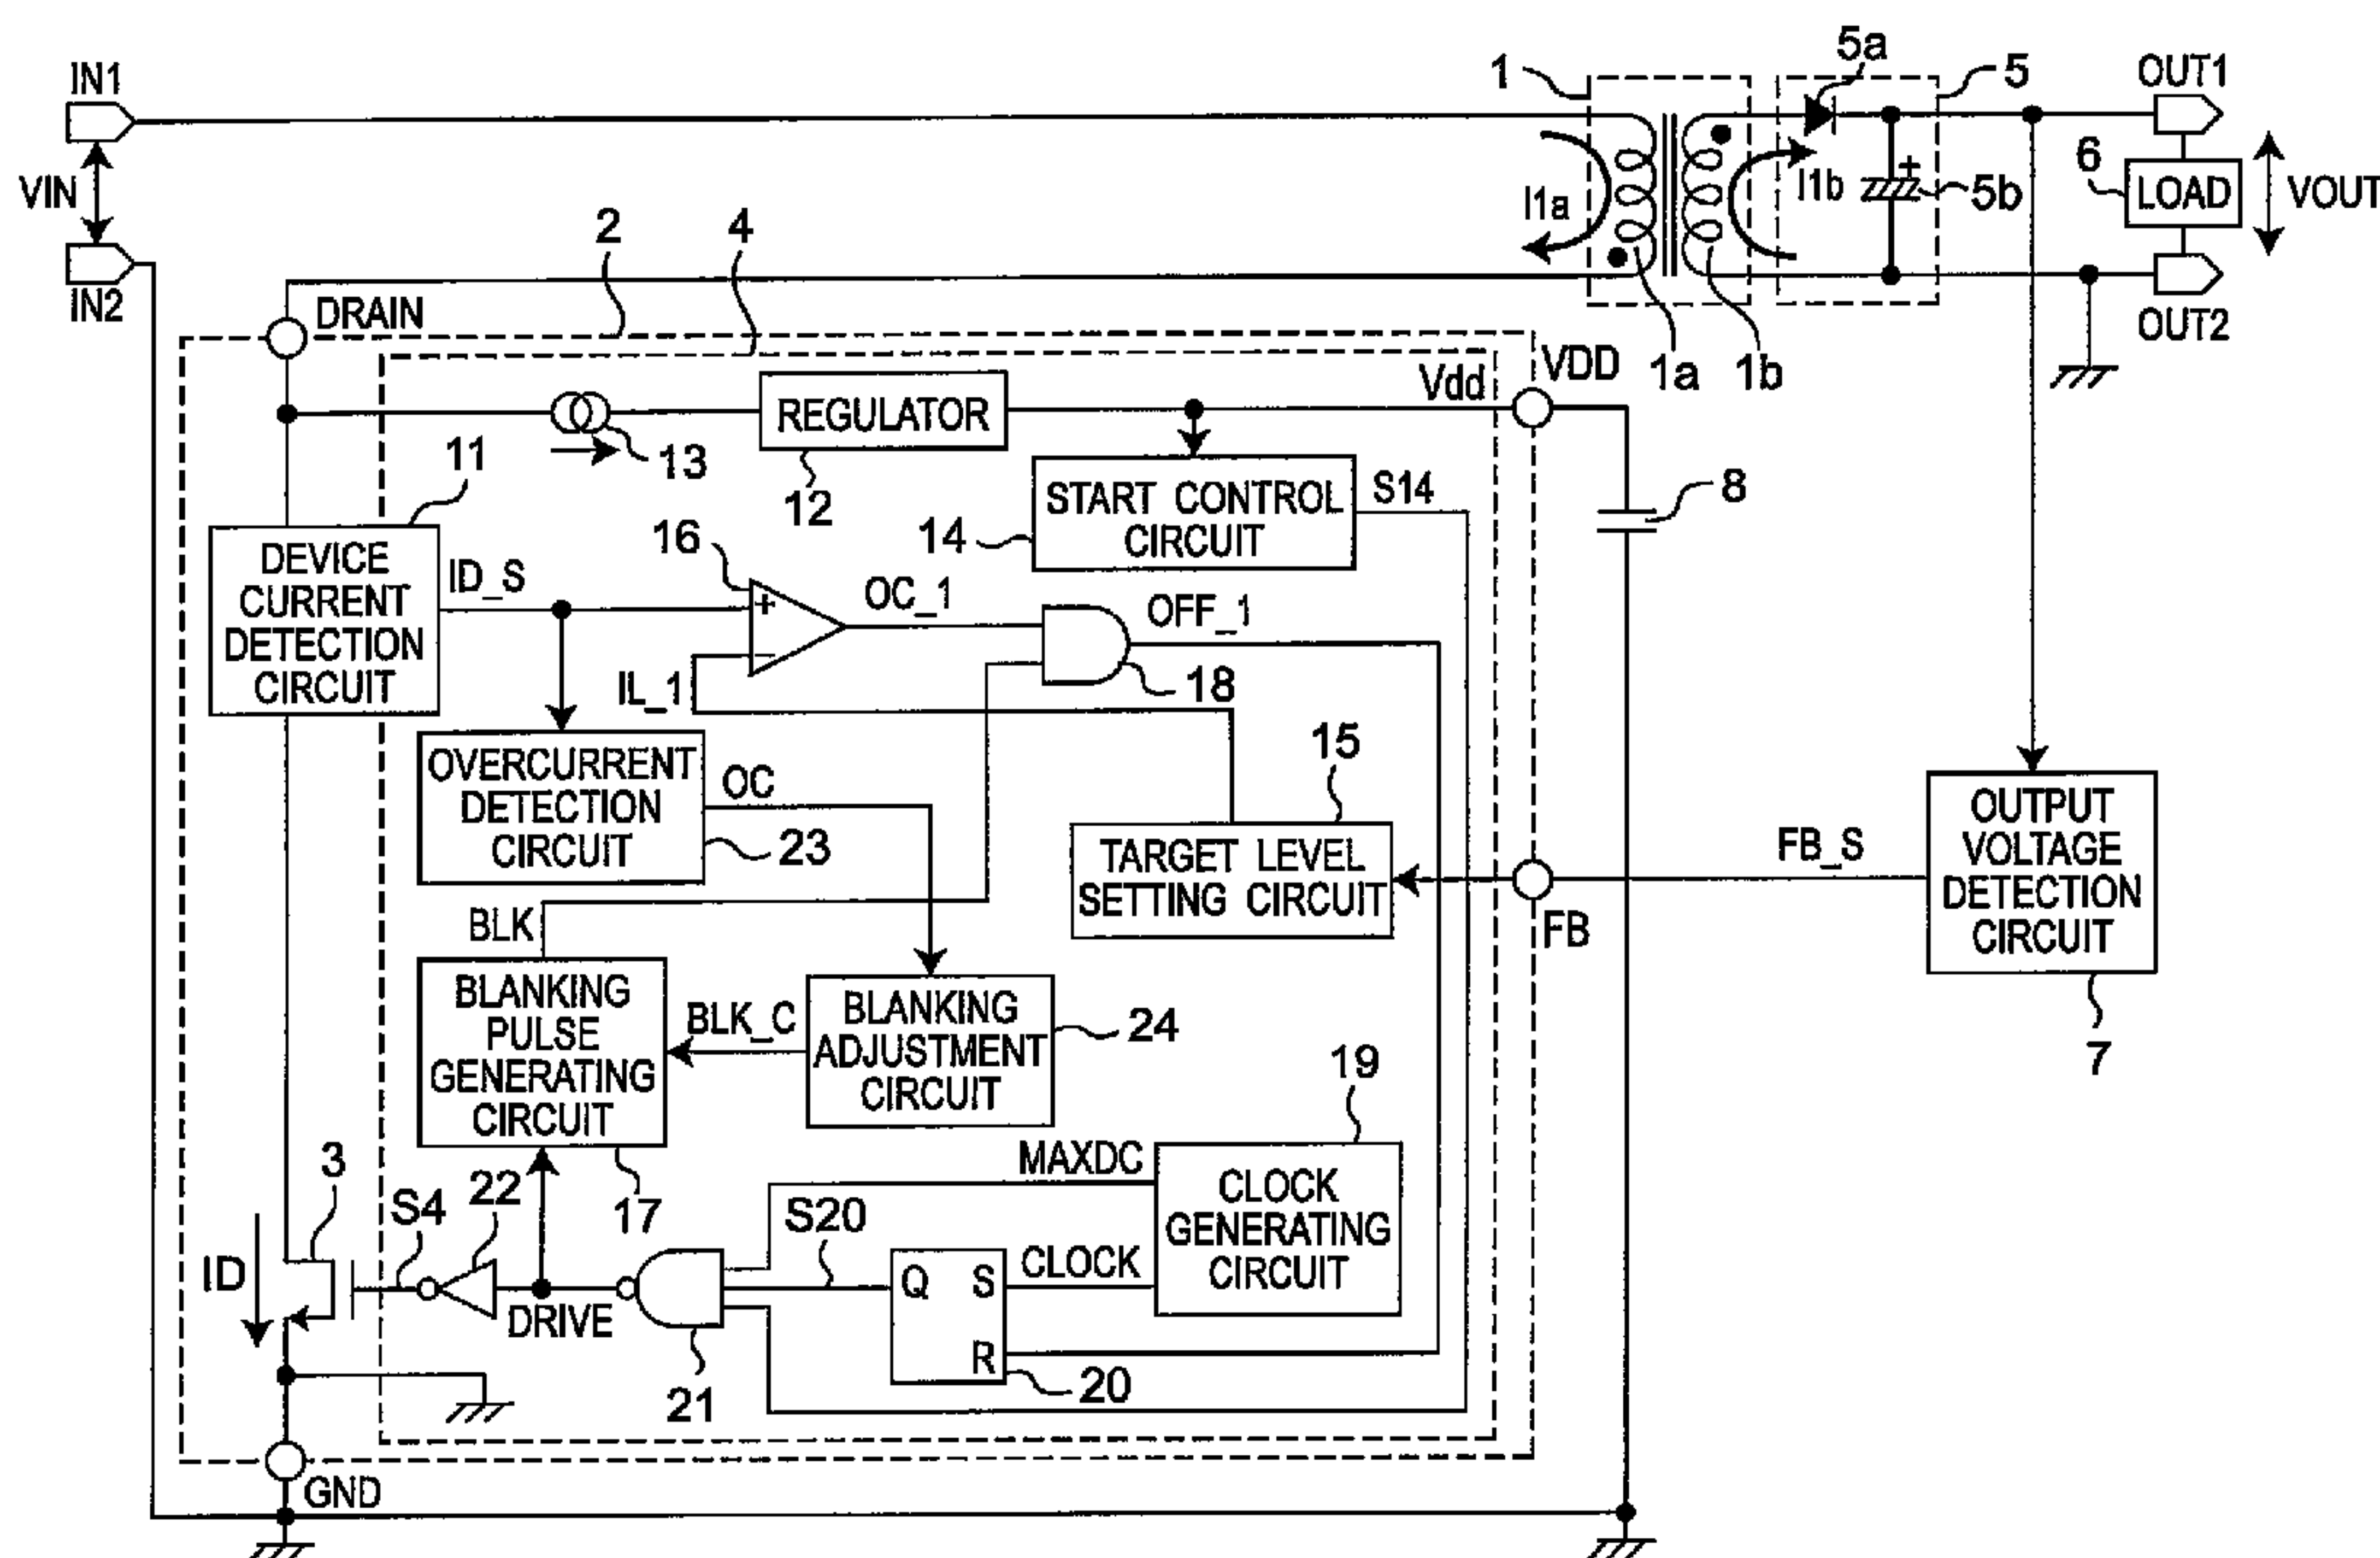 IN1
VIN
IN2
1
5a
5
OUT1
6
LOAD
VOUT
OUT2
I1a
I1b
+
5b
1a
1b
2
4
DRAIN
Vdd
VDD
REGULATOR
13
12
11
START CONTROL
CIRCUIT
S14
14
8
DEVICE
CURRENT
DETECTION
CIRCUIT
ID_S
16
+
−
OC_1
OFF_1
18
IL_1
OVERCURRENT
DETECTION
CIRCUIT
OC
23
15
TARGET LEVEL
SETTING CIRCUIT
FB_S
FB
OUTPUT
VOLTAGE
DETECTION
CIRCUIT
7
BLK
BLANKING
PULSE
GENERATING
CIRCUIT
17
BLK_C
BLANKING
ADJUSTMENT
CIRCUIT
24
19
MAXDC
CLOCK
GENERATING
CIRCUIT
CLOCK
3
S4
22
S20
ID
DRIVE
21
Q
S
R
20
GND